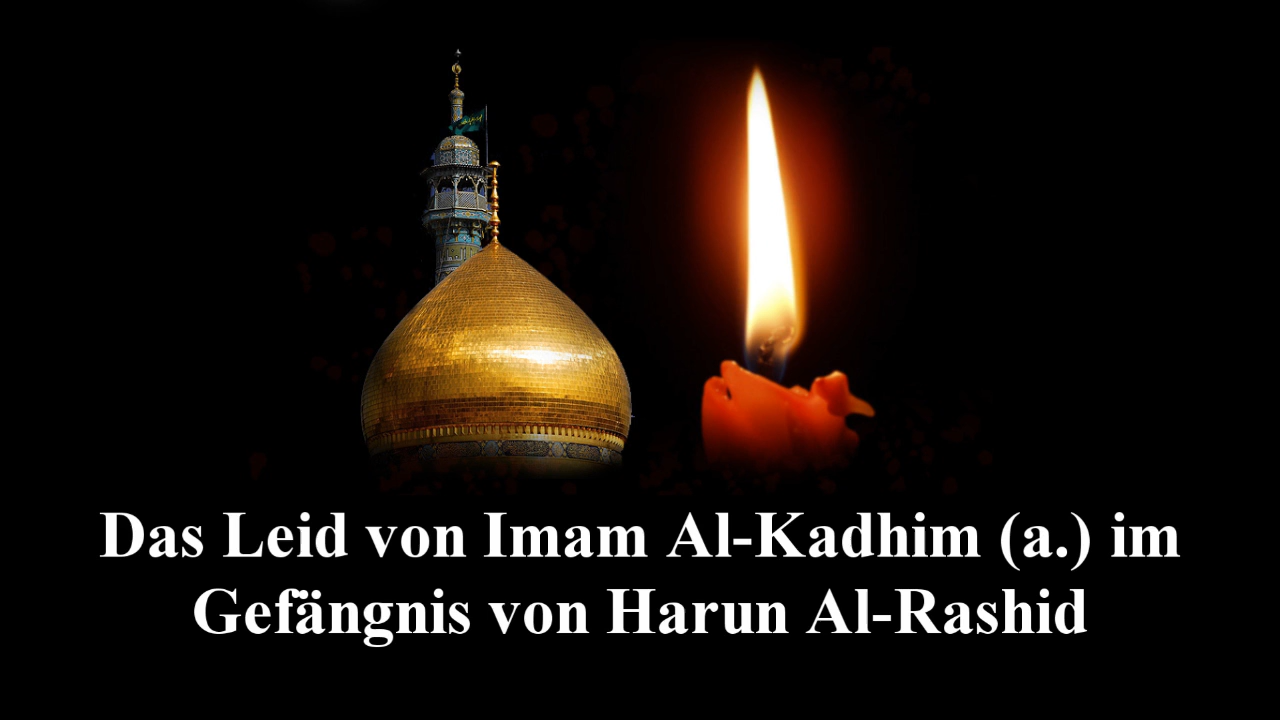 Das Leid von Imam Al-Kadhim (a.) im
Gefängnis von Harun Al-Rashid